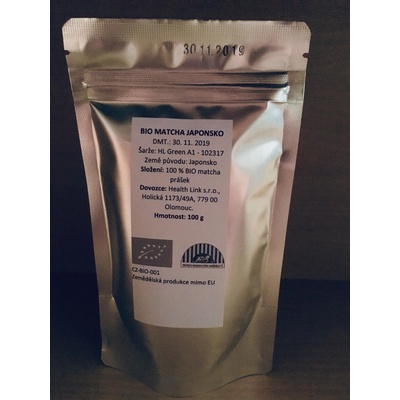 30.11.2019
BIO MATCHA JAPONSKO
DMT.: 30. 11. 2019
Šarže: HL Green A1 - 102317
Země původu: Japonsko
Složení: 100 % BIO matcha
prášek
Dovozce: Health Link s.r.o.,
Holická 1173/49A, 779 00
Olomouc.
Hmotnost: 100 g
CZ-BIO-001
Zemědělská produkce mimo EU